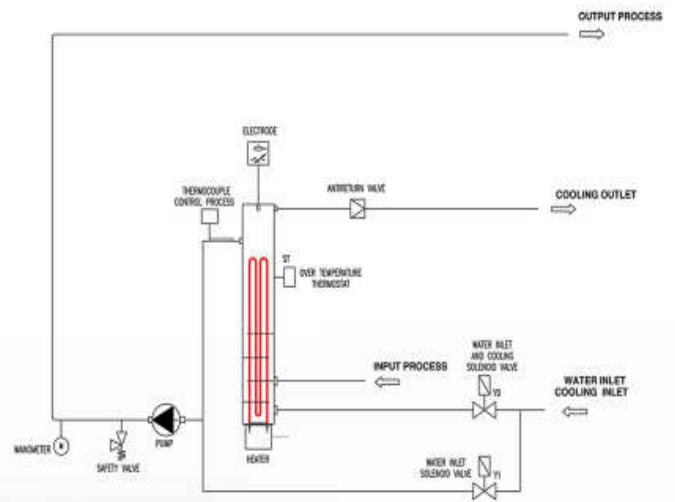 OUTPUT PROCESS
ELECTRODE
THERMOCOUPLE
CONTROL PROCESS
ANTIRETURN VALVE
COOLING OUTLET
ST
OVER TEMPERATURE
THERMOSTAT
WATER INLET
AND COOLING
SOLENOID VALVE
INPUT PROCESS
Y0
WATER INLET
COOLING INLET
MANOMETER
SAFETY VALVE
PUMP
HEATER
WATER INLET
SOLENOID VALVE
Y1